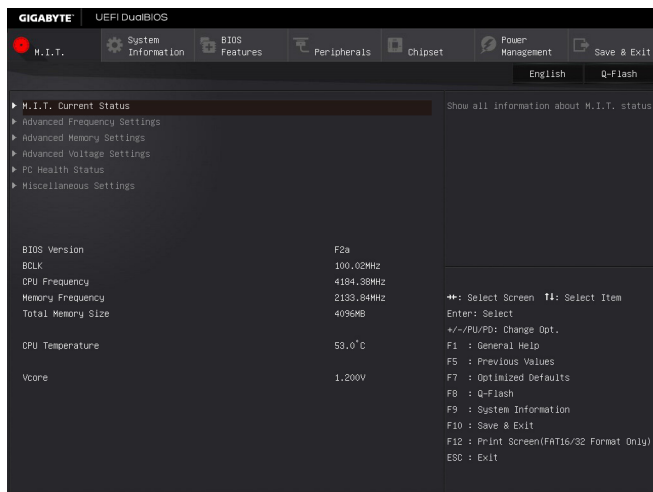 GIGABYTE™ UEFI DualBIOS
M.I.T.
System Information
BIOS Features
Peripherals
Chipset
Power Management
Save & Exit
English Q-Flash
M.I.T. Current Status
Advanced Frequency Settings
Advanced Memory Settings
Advanced Voltage Settings
PC Health Status
Miscellaneous Settings
Show all information about M.I.T. status
BIOS Version F2a
BCLK 100.02MHz
CPU Frequency 4184.38MHz
Memory Frequency 2133.84MHz
Total Memory Size 4096MB
CPU Temperature 53.0°C
Vcore 1.200V
→←: Select Screen ↑↓: Select Item
Enter: Select
+/-/PU/PD: Change Opt.
F1 : General Help
F5 : Previous Values
F7 : Optimized Defaults
F8 : Q-Flash
F9 : System Information
F10 : Save & Exit
F12 : Print Screen(FAT16/32 Format Only)
ESC : Exit